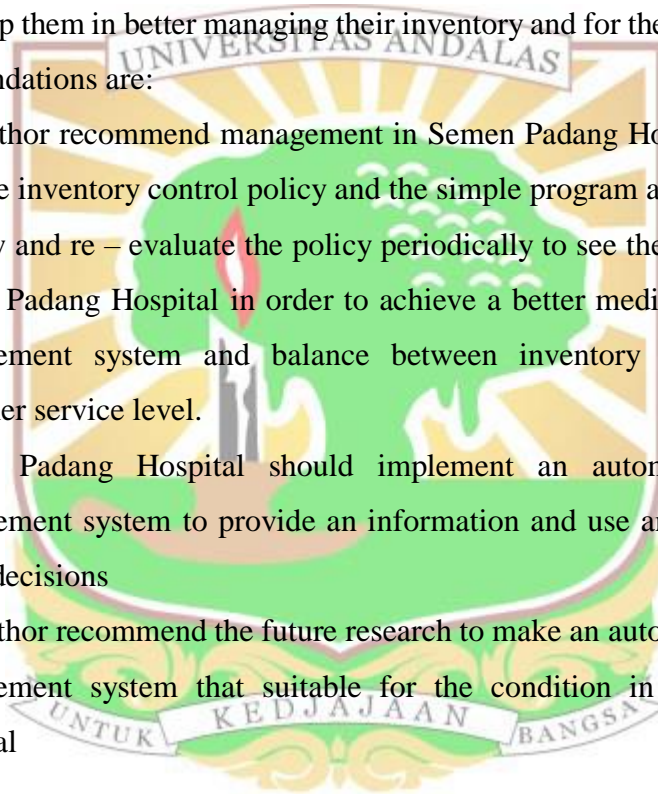 p them in better managing their inventory and for the
UNIVERSITAS ANDALAS
ndations are:
thor recommend management in Semen Padang Ho
e inventory control policy and the simple program a
y and re – evaluate the policy periodically to see the
Padang Hospital in order to achieve a better medi
ement system and balance between inventory
er service level.
Padang Hospital should implement an autom
ement system to provide an information and use a
decisions
thor recommend the future research to make an auto
ement system that suitable for the condition in
UNTUK KEDJAJAAN BANGSA
al